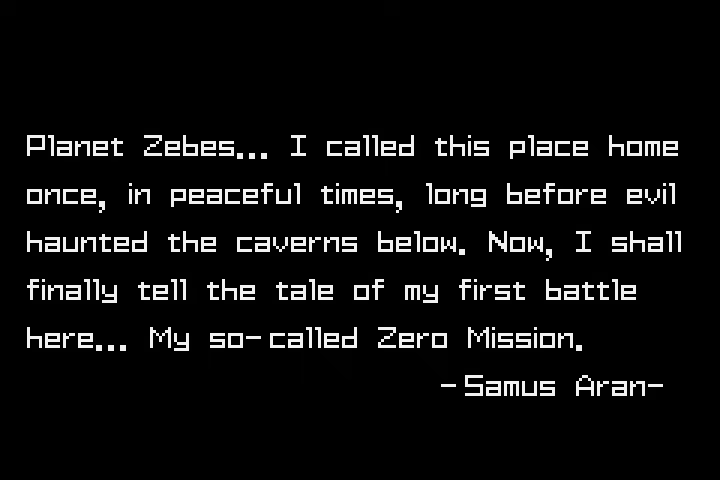 Planet Zebes... I called this place home
once, in peaceful times, long before evil
haunted the caverns below. Now, I shall
finally tell the tale of my first battle
here... My so-called Zero Mission.
-Samus Aran-